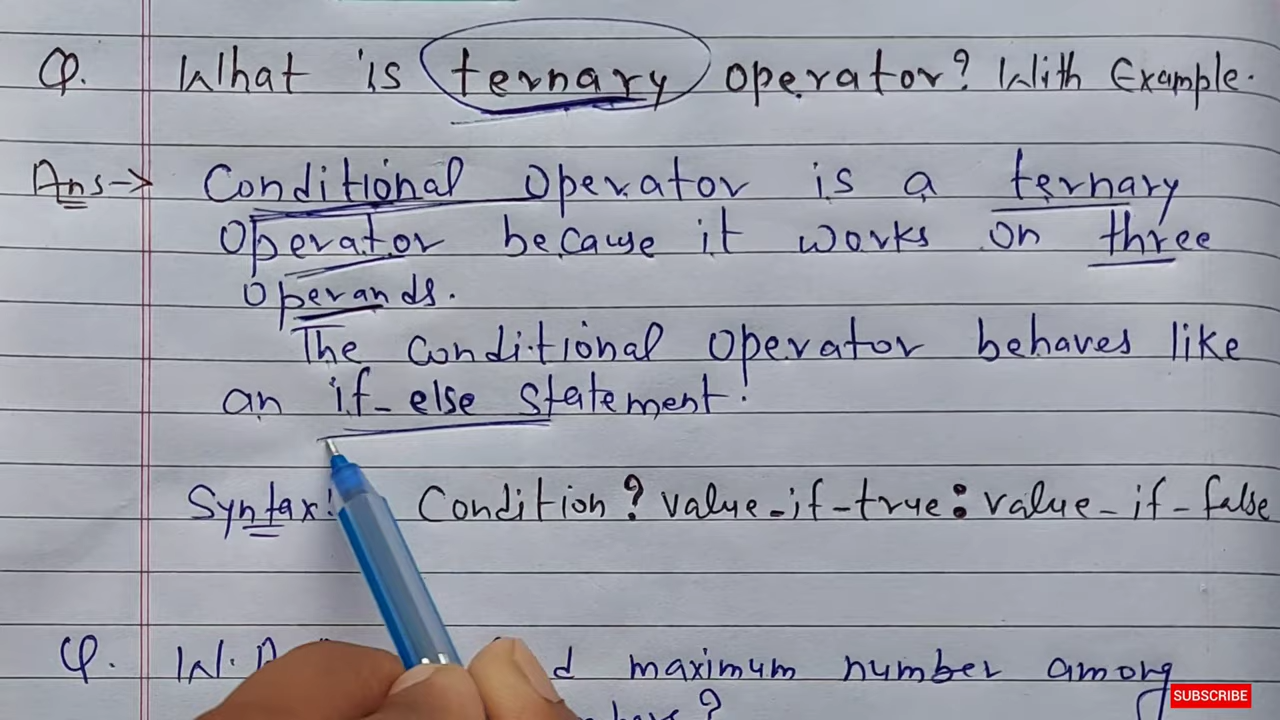 Q. What is ternary operator? With Example.
Ans→ Conditional operator is a ternary
operator because it works on three
operands.
The conditional operator behaves like
an if-else statement.
Syntax: Condition? value-if-true: value-if-false
Q. maximum number among
SUBSCRIBE